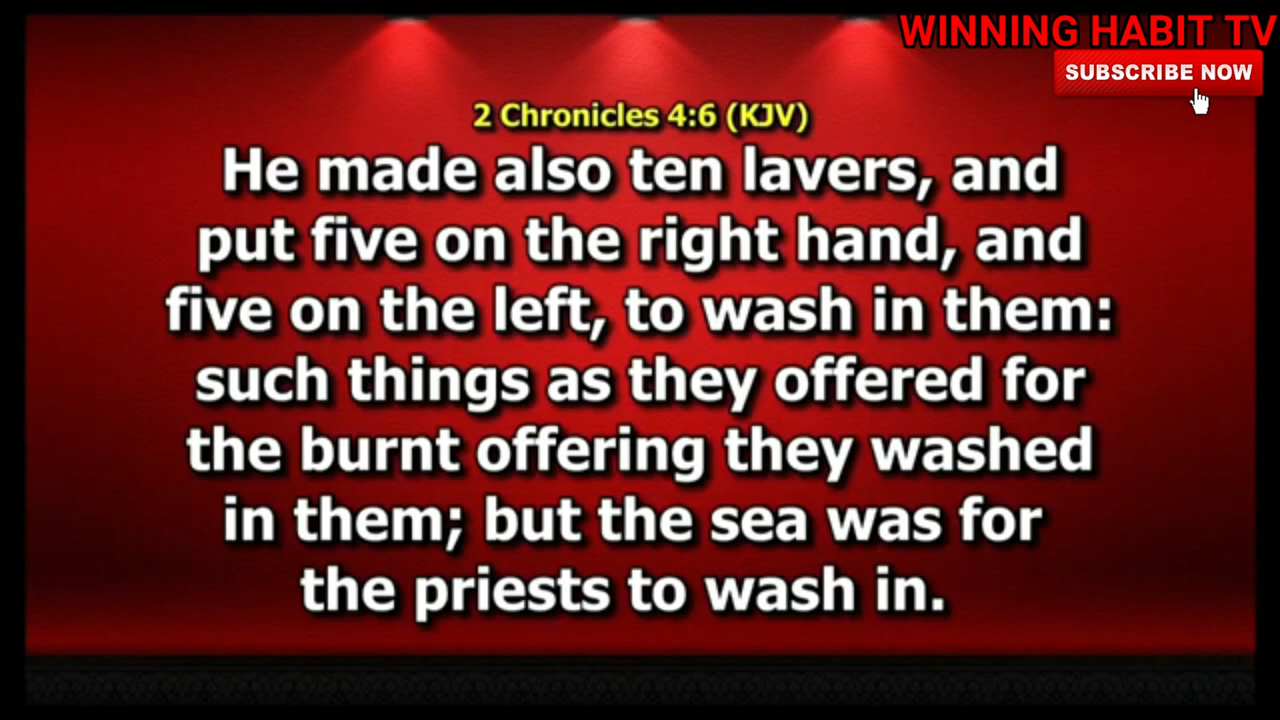 WINNING HABIT TV
SUBSCRIBE NOW
2 Chronicles 4:6 (KJV)
He made also ten lavers, and
put five on the right hand, and
five on the left, to wash in them:
such things as they offered for
the burnt offering they washed
in them; but the sea was for
the priests to wash in.